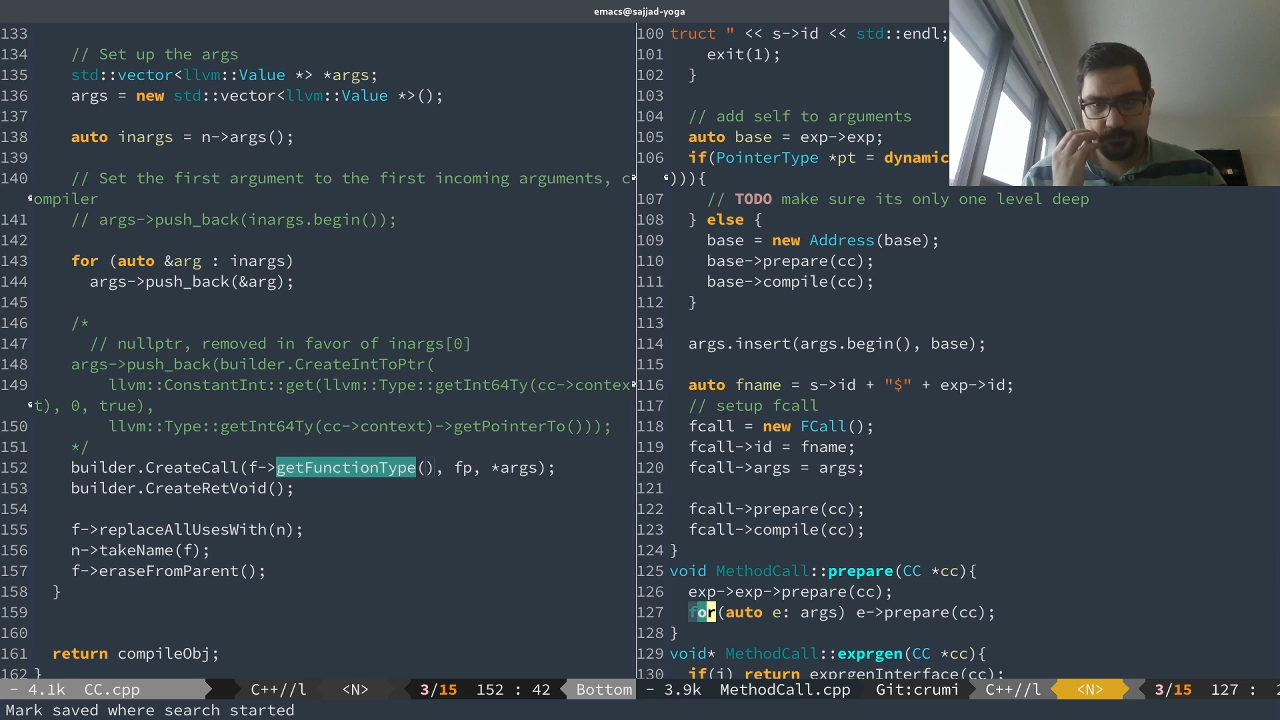 emacs@sajjad-yoga
133
134 // Set up the args
135 std::vector<llvm::Value *> *args;
136 args = new std::vector<llvm::Value *>();
137
138 auto inargs = n->args();
139
140 // Set the first argument to the first incoming arguments, c
ompiler
141 // args->push_back(inargs.begin());
142
143 for (auto &arg : inargs)
144 args->push_back(&arg);
145
146 /*
147 // nullptr, removed in favor of inargs[0]
148 args->push_back(builder.CreateIntToPtr(
149 llvm::ConstantInt::get(llvm::Type::getInt64Ty(cc->contex
t), 0, true),
150 llvm::Type::getInt64Ty(cc->context)->getPointerTo()));
151 */
152 builder.CreateCall(f->getFunctionType(), fp, *args);
153 builder.CreateRetVoid();
154
155 f->replaceAllUsesWith(n);
156 n->takeName(f);
157 f->eraseFromParent();
158 }
159
160
161 return compileObj;
162 }
- 4.1k CC.cpp C++//l <N> 3/15 152 : 42 Bottom
100 truct " << s->id << std::endl;
101 exit(1);
102 }
103
104 // add self to arguments
105 auto base = exp->exp;
106 if(PointerType *pt = dynamic
))){
107 // TODO make sure its only one level deep
108 } else {
109 base = new Address(base);
110 base->prepare(cc);
111 base->compile(cc);
112 }
113
114 args.insert(args.begin(), base);
115
116 auto fname = s->id + "$" + exp->id;
117 // setup fcall
118 fcall = new FCall();
119 fcall->id = fname;
120 fcall->args = args;
121
122 fcall->prepare(cc);
123 fcall->compile(cc);
124 }
125 void MethodCall::prepare(CC *cc){
126 exp->exp->prepare(cc);
127 for(auto e: args) e->prepare(cc);
128 }
129 void* MethodCall::exprgen(CC *cc){
130 if(i) return exprgenInterface(cc);
- 3.9k MethodCall.cpp Git:crumi C++//l <N> 3/15 127 :
Mark saved where search started